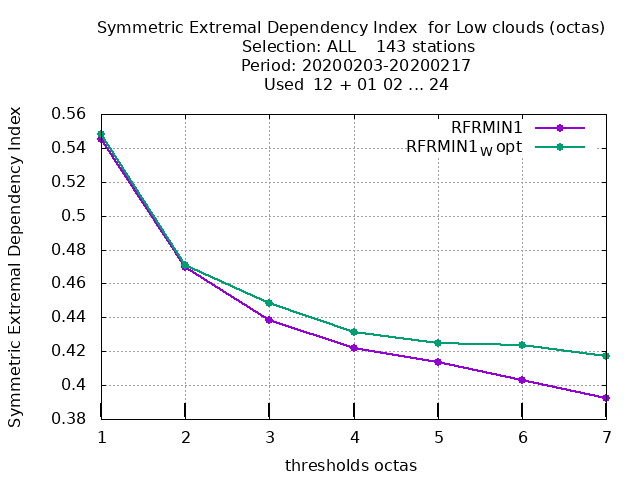 Symmetric Extremal Dependency Index  for Low clouds (octas)
Selection: ALL    143 stations
Period: 20200203-20200217
Used  12 + 01 02 ... 24
Symmetric Extremal Dependency Index
0.56
0.54
0.52
0.5
0.48
0.46
0.44
0.42
0.4
0.38
RFRMIN1
RFRMIN1W opt
1 2 3 4 5 6 7
thresholds octas